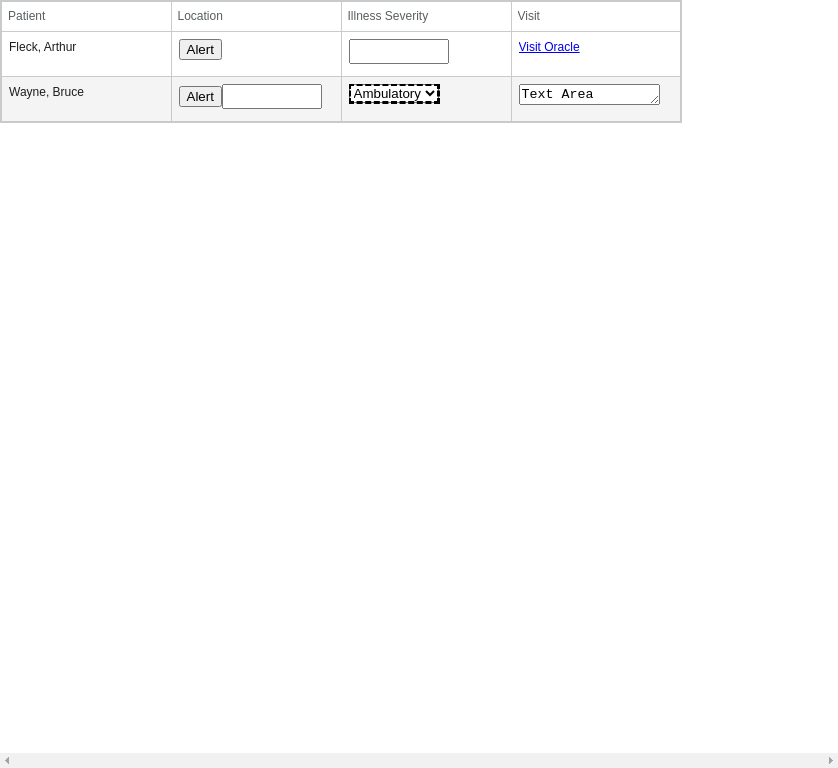 Patient Location Illness Severity Visit
Fleck, Arthur Alert Visit Oracle
Wayne, Bruce Alert Ambulatory Text Area